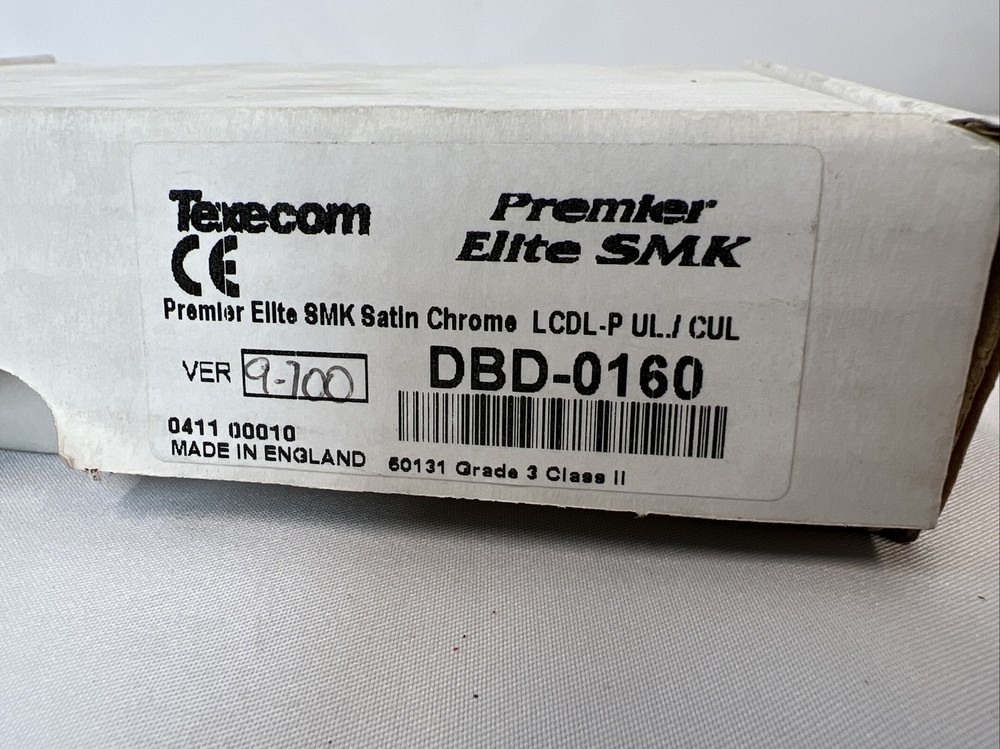 Texecom
Premier
Elite SMK
CE
Premier Elite SMK Satin Chrome LCDL-P UL./ CUL
VER 9-700
DBD-0160
0411 00010
MADE IN ENGLAND
50131 Grade 3 Class II